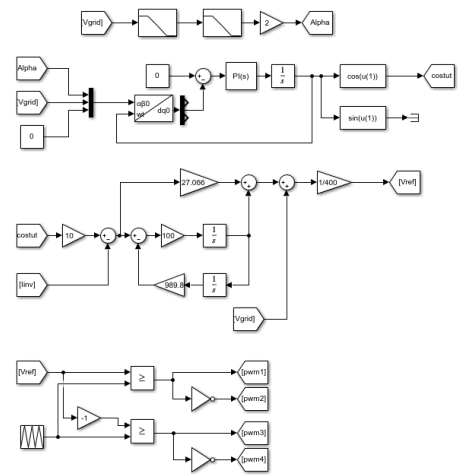 [Vgrid]
2
Alpha
Alpha
[Vgrid]
0
αβ0
wt
dq0
0
+
−
PI(s)
1
s
cos(u(1))
costut
sin(u(1))
27.066
+
+
+
+
1/400
[Vref]
costut
10
+
−
+
−
100
1
s
[Iinv]
989.8
1
s
[Vgrid]
[Vref]
≥
[pwm1]
[pwm2]
-1
≥
[pwm3]
[pwm4]